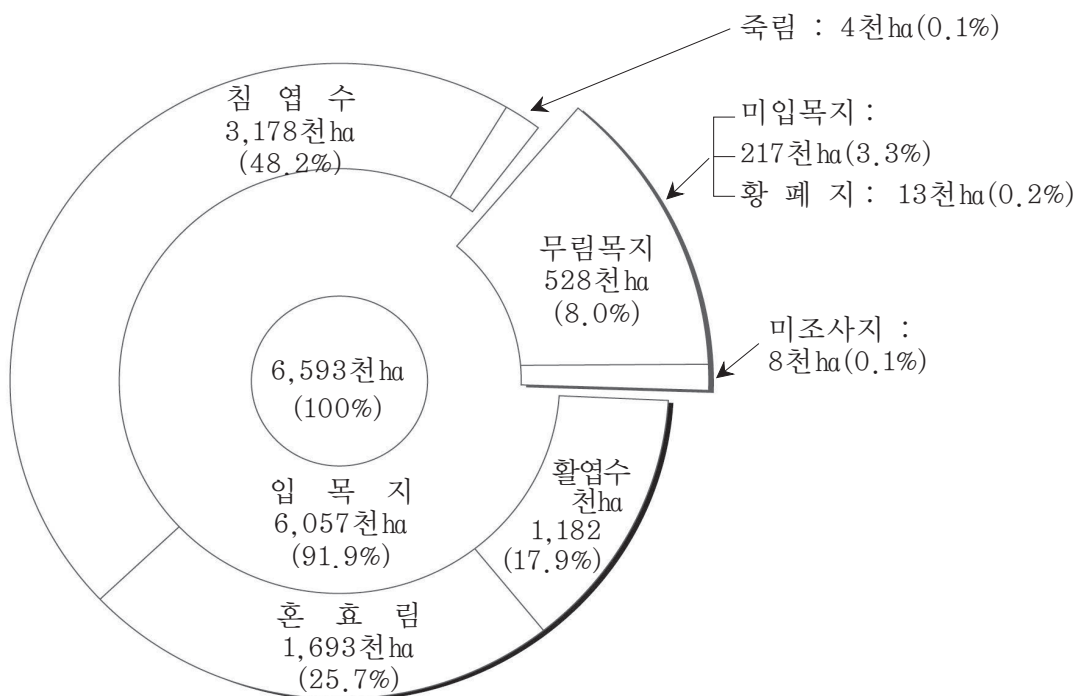 죽림 : 4천㏊(0.1%)
침 엽 수
3,178천㏊
(48.2%)
미입목지 :
217천㏊(3.3%)
황 폐 지 : 13천㏊(0.2%)
무림목지
528천㏊
(8.0%)
미조사지 :
8천㏊(0.1%)
6,593천㏊
(100%)
입 목 지
6,057천㏊
(91.9%)
활엽수
천㏊
1,182
(17.9%)
혼 효 림
1,693천㏊
(25.7%)